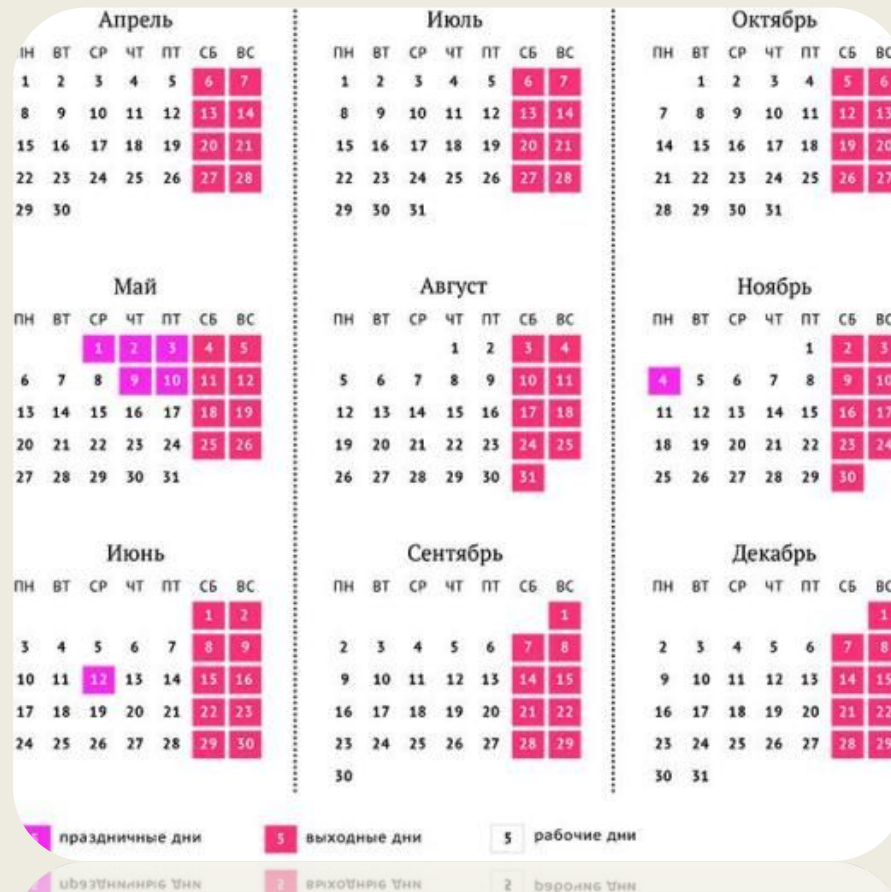 Апрель
ПН ВТ СР ЧТ ПТ СБ ВС
1 2 3 4 5 6 7
8 9 10 11 12 13 14
15 16 17 18 19 20 21
22 23 24 25 26 27 28
29 30
Май
ПН ВТ СР ЧТ ПТ СБ ВС
1 2 3 4 5
6 7 8 9 10 11 12
13 14 15 16 17 18 19
20 21 22 23 24 25 26
27 28 29 30 31
Июнь
ПН ВТ СР ЧТ ПТ СБ ВС
1 2
3 4 5 6 7 8 9
10 11 12 13 14 15 16
17 18 19 20 21 22 23
24 25 26 27 28 29 30
Июль
ПН ВТ СР ЧТ ПТ СБ ВС
1 2 3 4 5 6 7
8 9 10 11 12 13 14
15 16 17 18 19 20 21
22 23 24 25 26 27 28
29 30 31
Август
ПН ВТ СР ЧТ ПТ СБ ВС
1 2 3 4
5 6 7 8 9 10 11
12 13 14 15 16 17 18
19 20 21 22 23 24 25
26 27 28 29 30 31
Сентябрь
ПН ВТ СР ЧТ ПТ СБ ВС
1
2 3 4 5 6 7 8
9 10 11 12 13 14 15
16 17 18 19 20 21 22
23 24 25 26 27 28 29
30
Октябрь
ПН ВТ СР ЧТ ПТ СБ ВС
1 2 3 4 5 6
7 8 9 10 11 12 13
14 15 16 17 18 19 20
21 22 23 24 25 26 27
28 29 30 31
Ноябрь
ПН ВТ СР ЧТ ПТ СБ ВС
1 2 3
4 5 6 7 8 9 10
11 12 13 14 15 16 17
18 19 20 21 22 23 24
25 26 27 28 29 30
Декабрь
ПН ВТ СР ЧТ ПТ СБ ВС
1
2 3 4 5 6 7 8
9 10 11 12 13 14 15
16 17 18 19 20 21 22
23 24 25 26 27 28 29
30 31
5 праздничные дни 5 выходные дни 5 рабочие дни